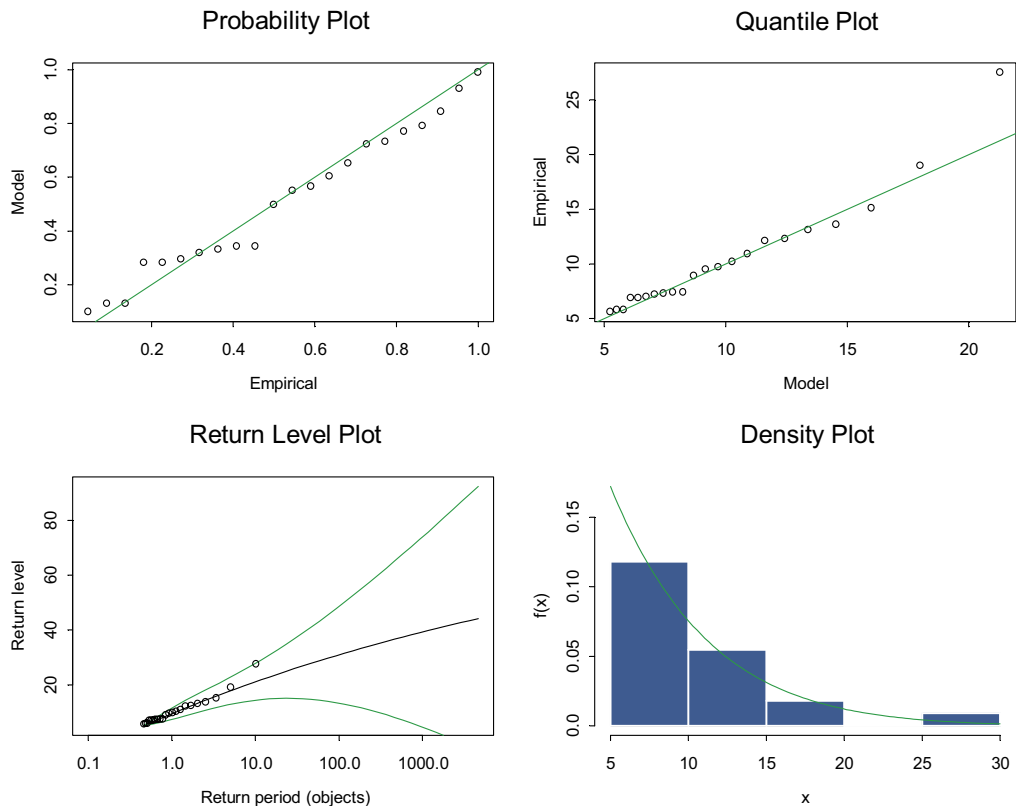 Probability Plot
Model
0.2 0.4 0.6 0.8 1.0
0.2 0.4 0.6 0.8 1.0
Empirical
Quantile Plot
Empirical
5 10 15 20 25
5 10 15 20
Model
Return Level Plot
Return level
20 40 60 80
0.1 1.0 10.0 100.0 1000.0
Return period (objects)
Density Plot
f(x)
0.0 0.05 0.10 0.15
5 10 15 20 25 30
x